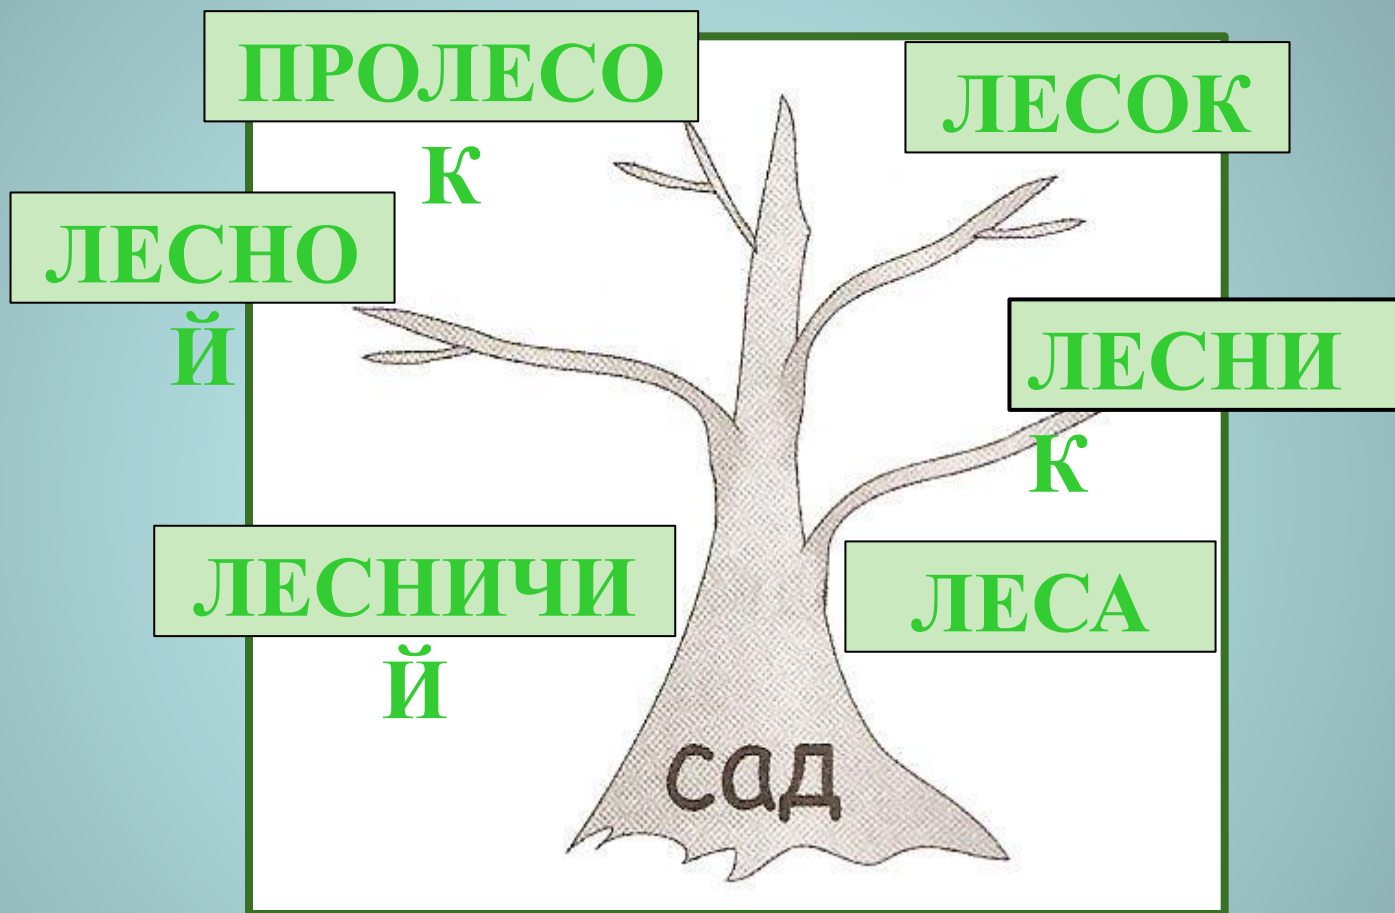 ПРОЛЕСО
К
ЛЕСОК
ЛЕСНО
Й
ЛЕСНИ
К
ЛЕСНИЧИ
Й
ЛЕСА
сад